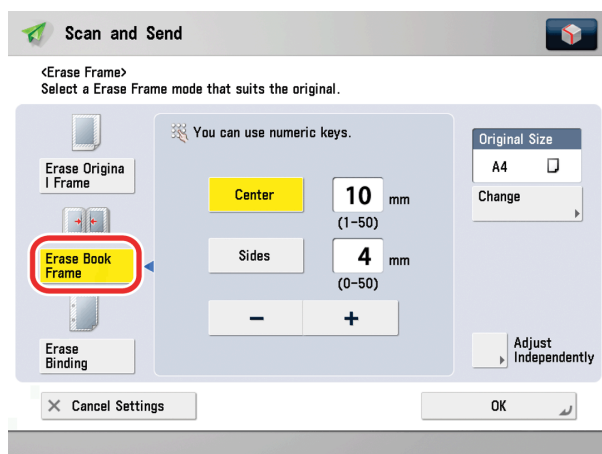 Scan and Send
<Erase Frame>
Select a Erase Frame mode that suits the original.
Erase Origina
l Frame
Erase Book
Frame
Erase
Binding
You can use numeric keys.
Center
10 mm
(1-50)
Sides
4 mm
(0-50)
−
+
Original Size
A4
Change
Adjust
Independently
× Cancel Settings
OK